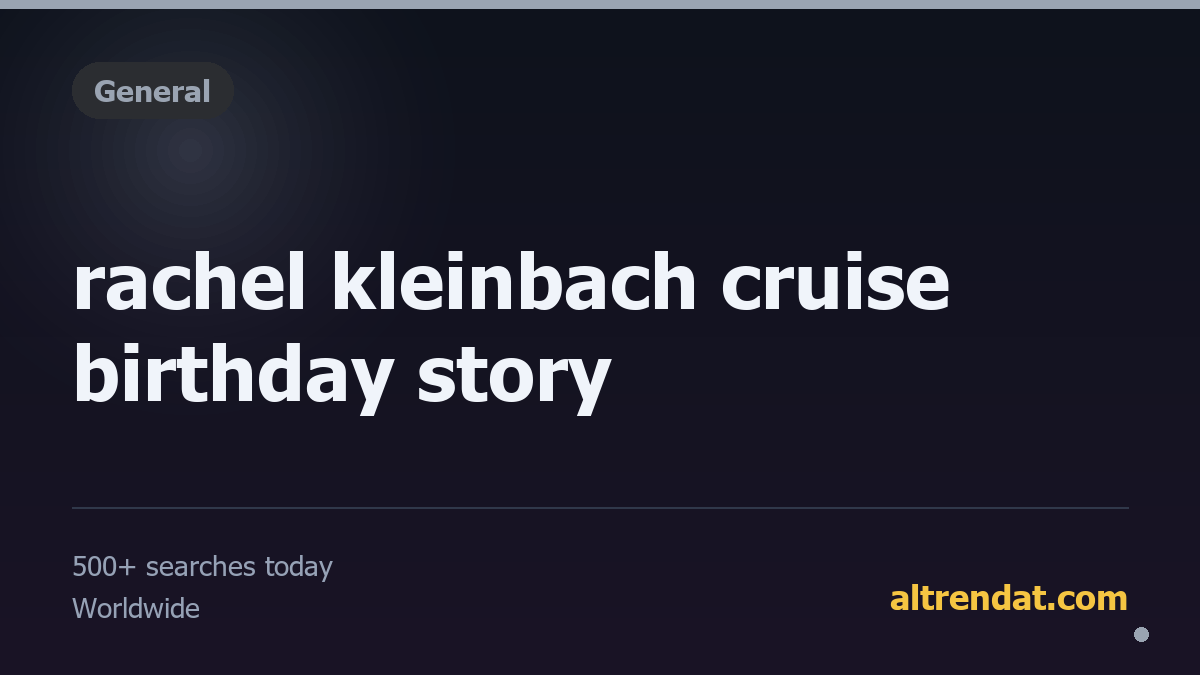 General
rachel kleinbach cruise
birthday story
500+ searches today
Worldwide
altrendat.com